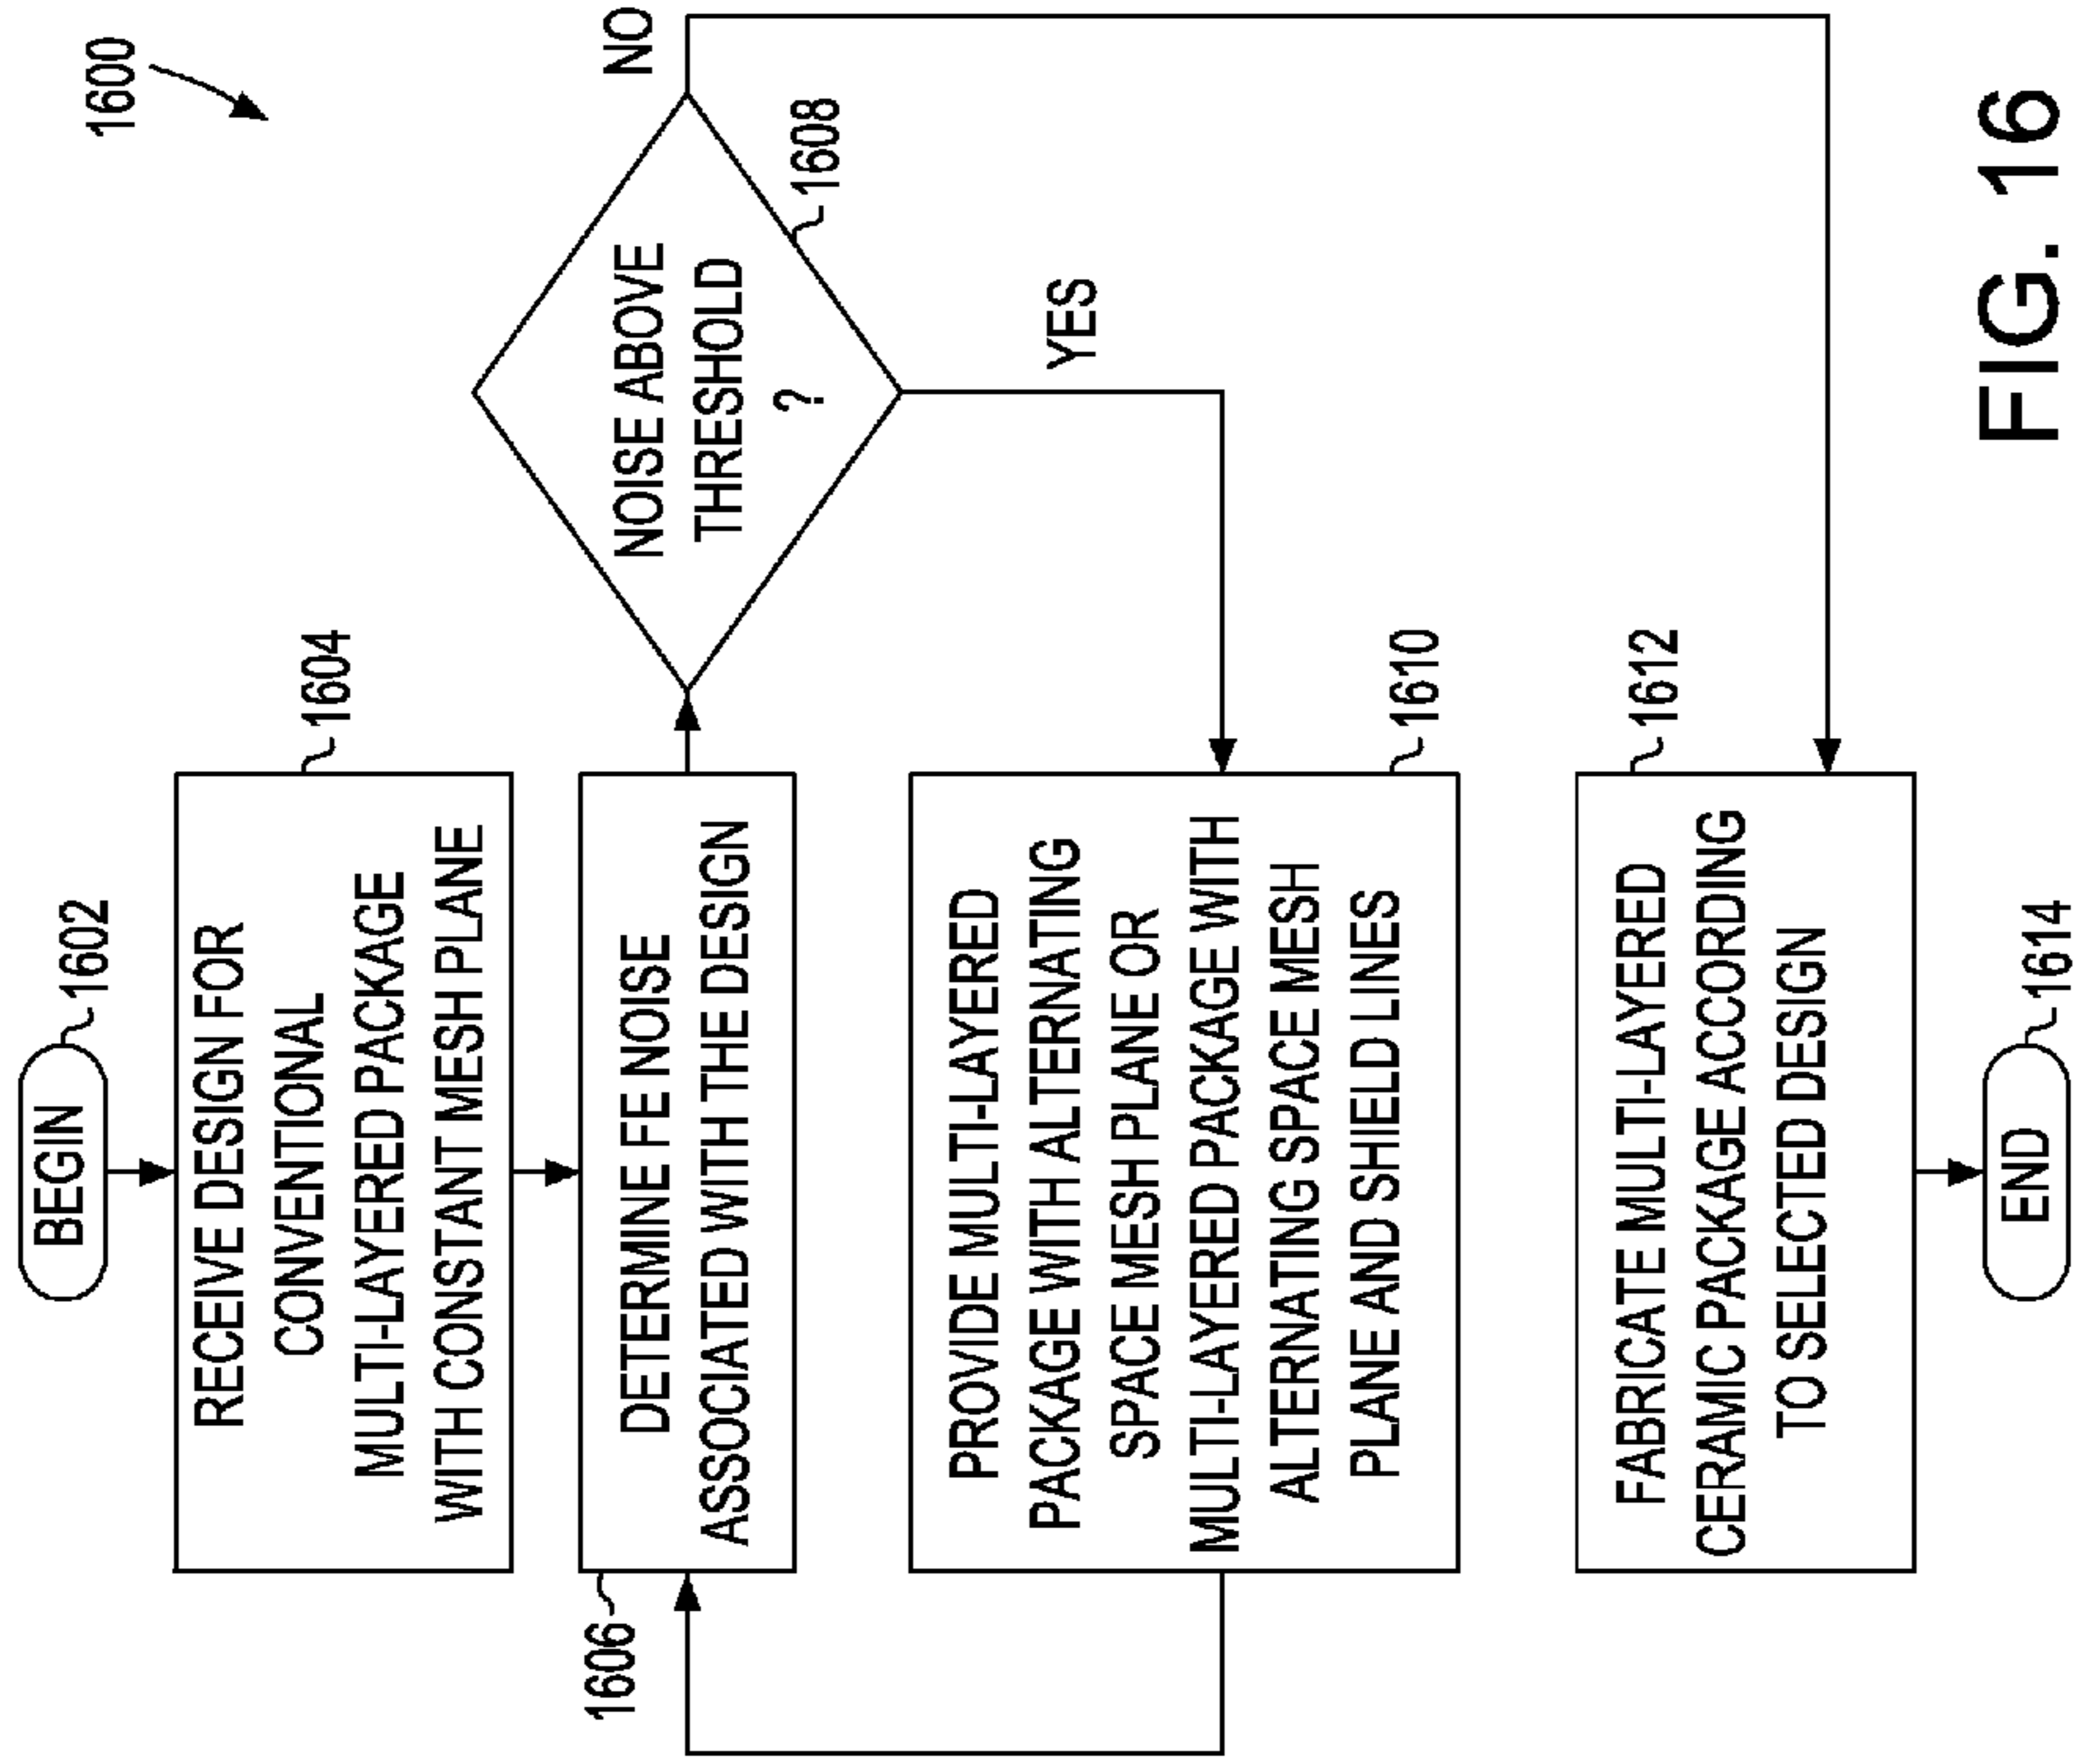 1600
BEGIN
1602
RECEIVE DESIGN FOR
CONVENTIONAL
MULTI-LAYERED PACKAGE
WITH CONSTANT MESH PLANE
1604
DETERMINE FE NOISE
ASSOCIATED WITH THE DESIGN
1606
NOISE ABOVE
THRESHOLD
?
1608
NO
YES
PROVIDE MULTI-LAYERED
PACKAGE WITH ALTERNATING
SPACE MESH PLANE OR
MULTI-LAYERED PACKAGE WITH
ALTERNATING SPACE MESH
PLANE AND SHIELD LINES
1610
FABRICATE MULTI-LAYERED
CERAMIC PACKAGE ACCORDING
TO SELECTED DESIGN
1612
END
1614
FIG. 16